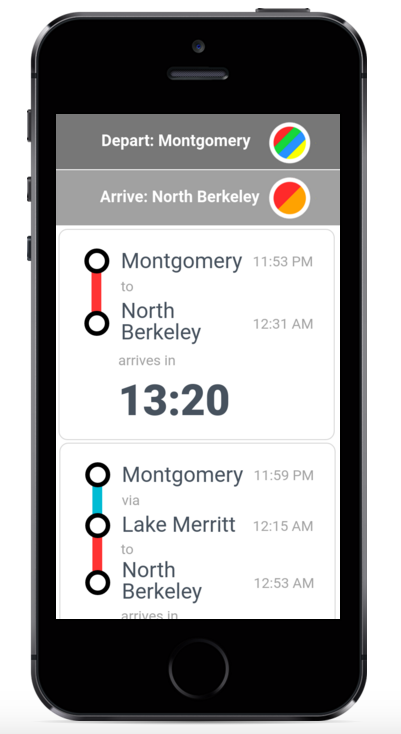 Depart: Montgomery
Arrive: North Berkeley
Montgomery 11:53 PM
to
North
Berkeley 12:31 AM
arrives in
13:20
Montgomery 11:59 PM
via
Lake Merritt 12:15 AM
to
North
Berkeley 12:53 AM
arrives in